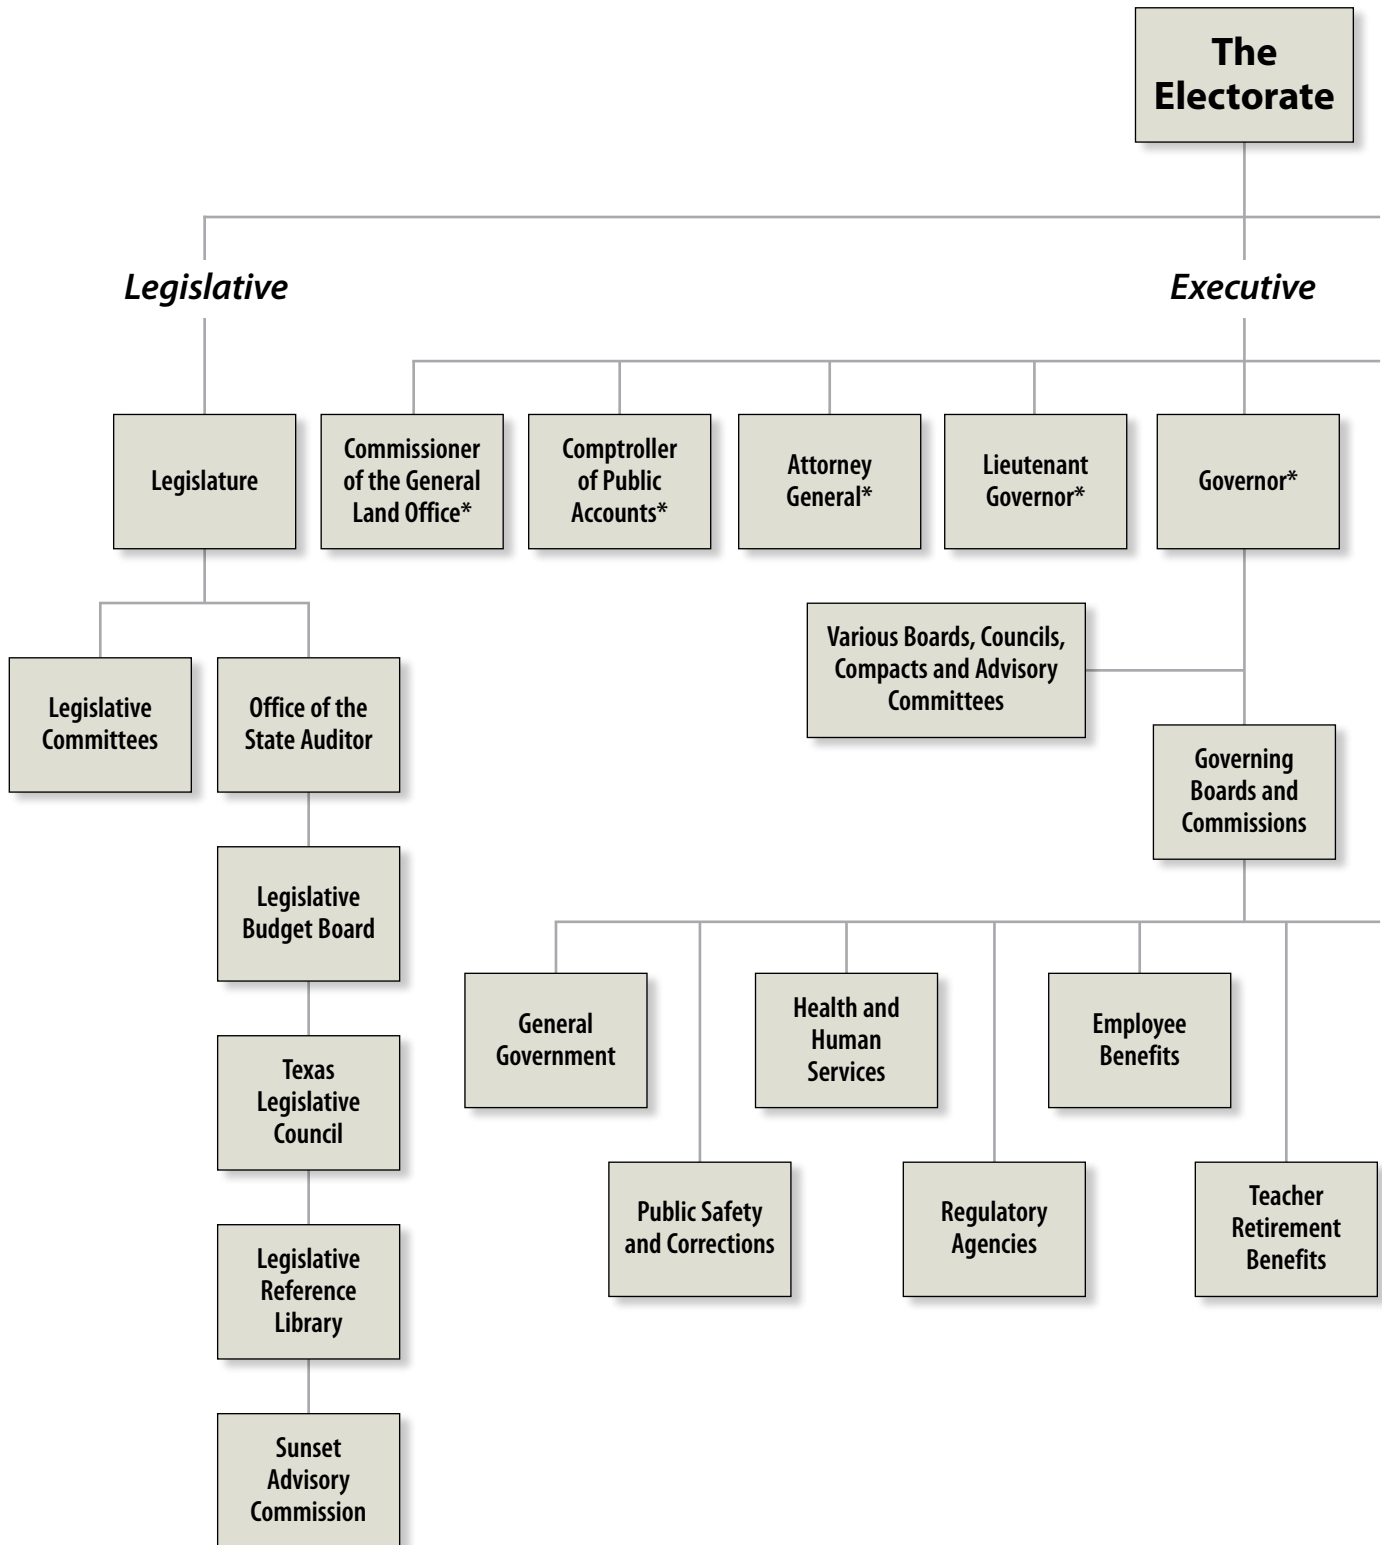 The
Electorate
Legislative
Executive
Legislature
Commissioner
of the General
Land Office*
Comptroller
of Public
Accounts*
Attorney
General*
Lieutenant
Governor*
Governor*
Various Boards, Councils,
Compacts and Advisory
Committees
Legislative
Committees
Office of the
State Auditor
Governing
Boards and
Commissions
Legislative
Budget Board
General
Government
Health and
Human
Services
Employee
Benefits
Texas
Legislative
Council
Public Safety
and Corrections
Regulatory
Agencies
Teacher
Retirement
Benefits
Legislative
Reference
Library
Sunset
Advisory
Commission